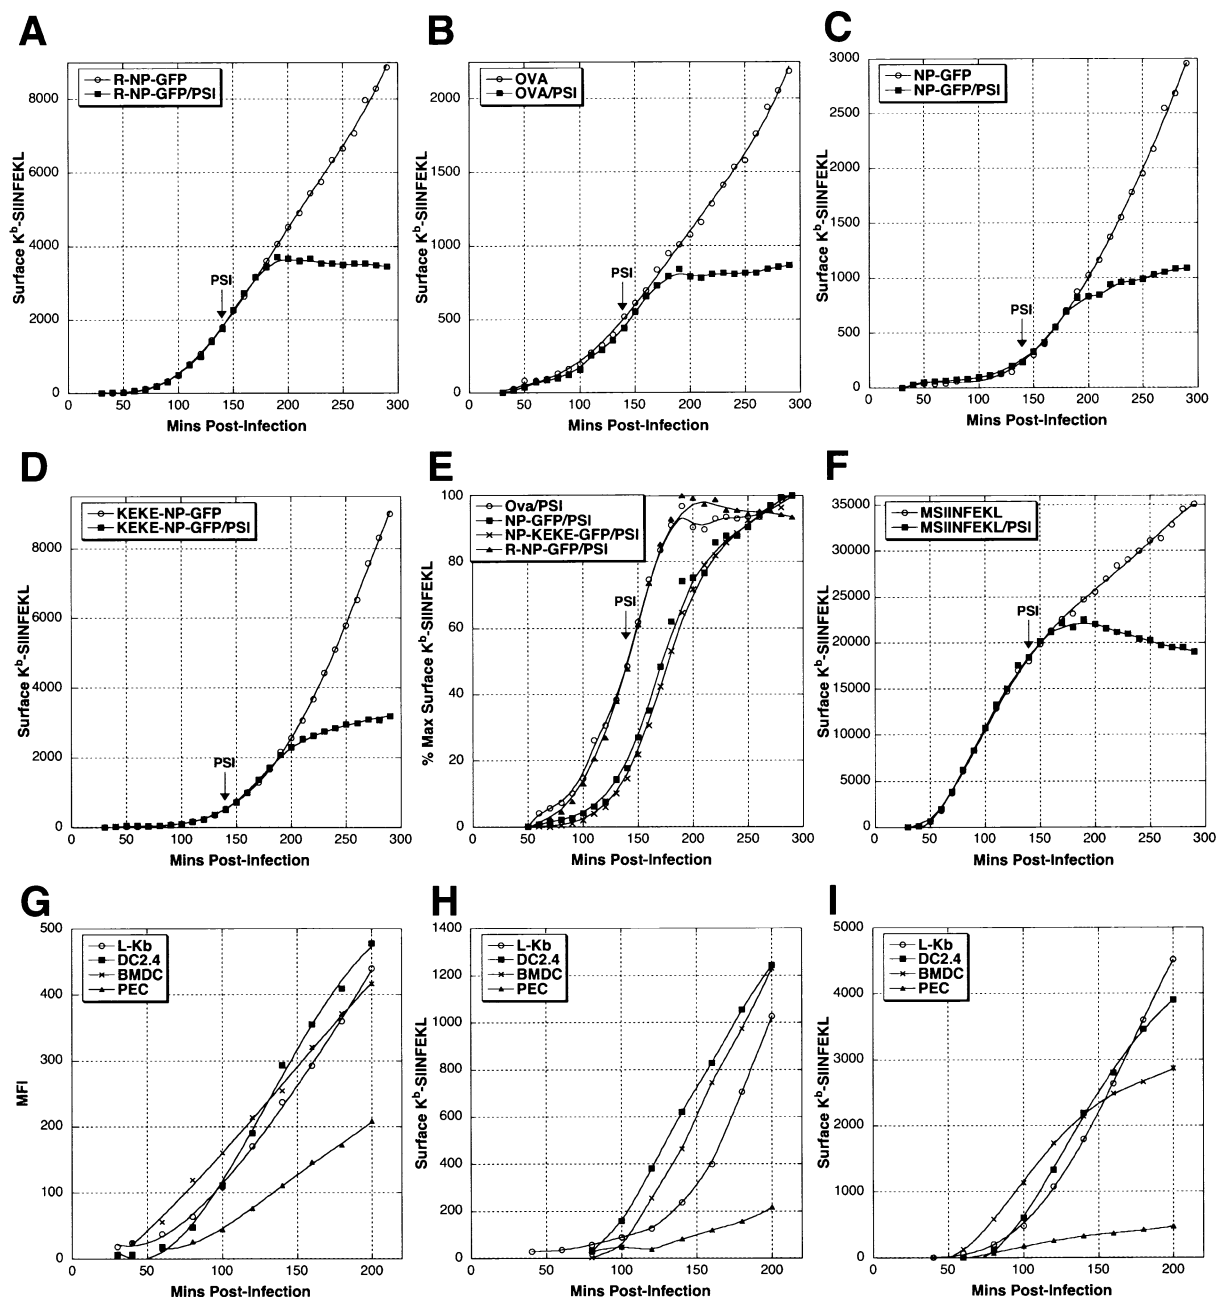 A
R-NP-GFP
R-NP-GFP/PSI
Surface Kb-SIINFEKL
8000
6000
4000
2000
0
PSI
0 50 100 150 200 250 300
Mins Post-Infection
B
OVA
OVA/PSI
Surface Kb-SIINFEKL
2000
1500
1000
500
0
PSI
0 50 100 150 200 250 300
Mins Post-Infection
C
NP-GFP
NP-GFP/PSI
Surface Kb-SIINFEKL
3000
2500
2000
1500
1000
500
0
PSI
0 50 100 150 200 250 300
Mins Post-Infection
D
KEKE-NP-GFP
KEKE-NP-GFP/PSI
Surface Kb-SIINFEKL
8000
6000
4000
2000
0
PSI
0 50 100 150 200 250 300
Mins Post-Infection
E
Ova/PSI
NP-GFP/PSI
NP-KEKE-GFP/PSI
R-NP-GFP/PSI
% Max Surface Kb-SIINFEKL
100
80
60
40
20
0
PSI
0 50 100 150 200 250 300
Mins Post-Infection
F
MSIINFEKL
MSIINFEKL/PSI
Surface Kb-SIINFEKL
35000
30000
25000
20000
15000
10000
5000
0
PSI
0 50 100 150 200 250 300
Mins Post-Infection
G
L-Kb
DC2.4
BMDC
PEC
MFI
500
400
300
200
100
0
0 50 100 150 200
Mins Post-Infection
H
L-Kb
DC2.4
BMDC
PEC
Surface Kb-SIINFEKL
1400
1200
1000
800
600
400
200
0
0 50 100 150 200
Mins Post-Infection
I
L-Kb
DC2.4
BMDC
PEC
Surface Kb-SIINFEKL
5000
4000
3000
2000
1000
0
0 50 100 150 200
Mins Post-Infection